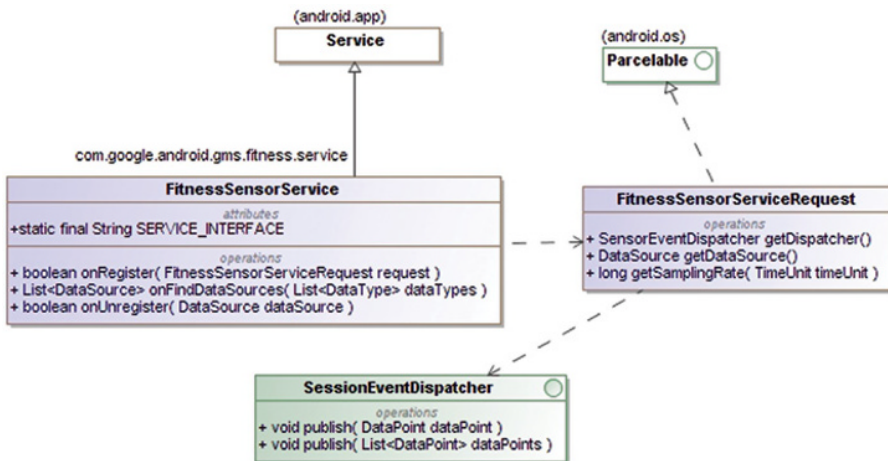 (android.app)
Service
(android.os)
Parcelable
com.google.android.gms.fitness.service
FitnessSensorService
attributes
+static final String SERVICE_INTERFACE
operations
+ boolean onRegister( FitnessSensorServiceRequest request )
+ List<DataSource> onFindDataSources( List<DataType> dataTypes )
+ boolean onUnregister( DataSource dataSource )
FitnessSensorServiceRequest
operations
+ SensorEventDispatcher getDispatcher()
+ DataSource getDataSource()
+ long getSamplingRate( TimeUnit timeUnit )
SessionEventDispatcher
operations
+ void publish( DataPoint dataPoint )
+ void publish( List<DataPoint> dataPoints )